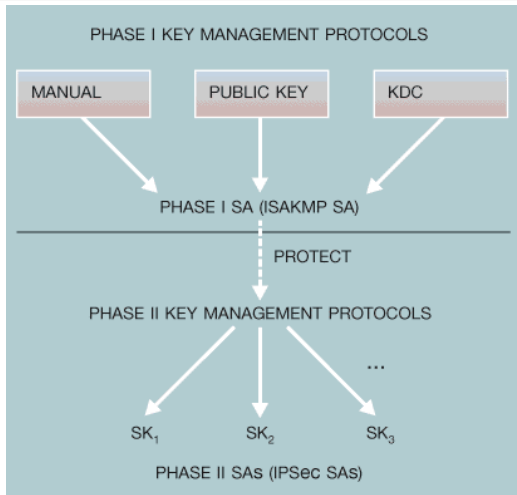 PHASE I KEY MANAGEMENT PROTOCOLS
MANUAL
PUBLIC KEY
KDC
PHASE I SA (ISAKMP SA)
PROTECT
PHASE II KEY MANAGEMENT PROTOCOLS
...
SK₁
SK₂
SK₃
PHASE II SAs (IPSec SAs)